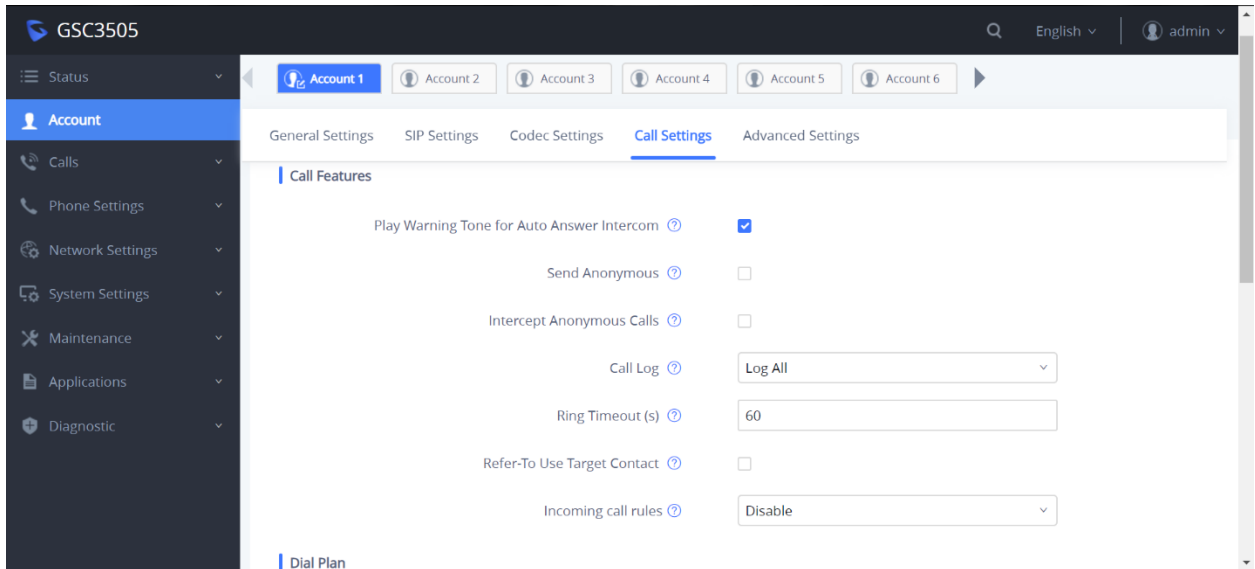 GSC3505
English
admin
Status
Account
Calls
Phone Settings
Network Settings
System Settings
Maintenance
Applications
Diagnostic
Account 1
Account 2
Account 3
Account 4
Account 5
Account 6
General Settings
SIP Settings
Codec Settings
Call Settings
Advanced Settings
Call Features
Play Warning Tone for Auto Answer Intercom
Send Anonymous
Intercept Anonymous Calls
Call Log
Log All
Ring Timeout (s)
60
Refer-To Use Target Contact
Incoming call rules
Disable
Dial Plan